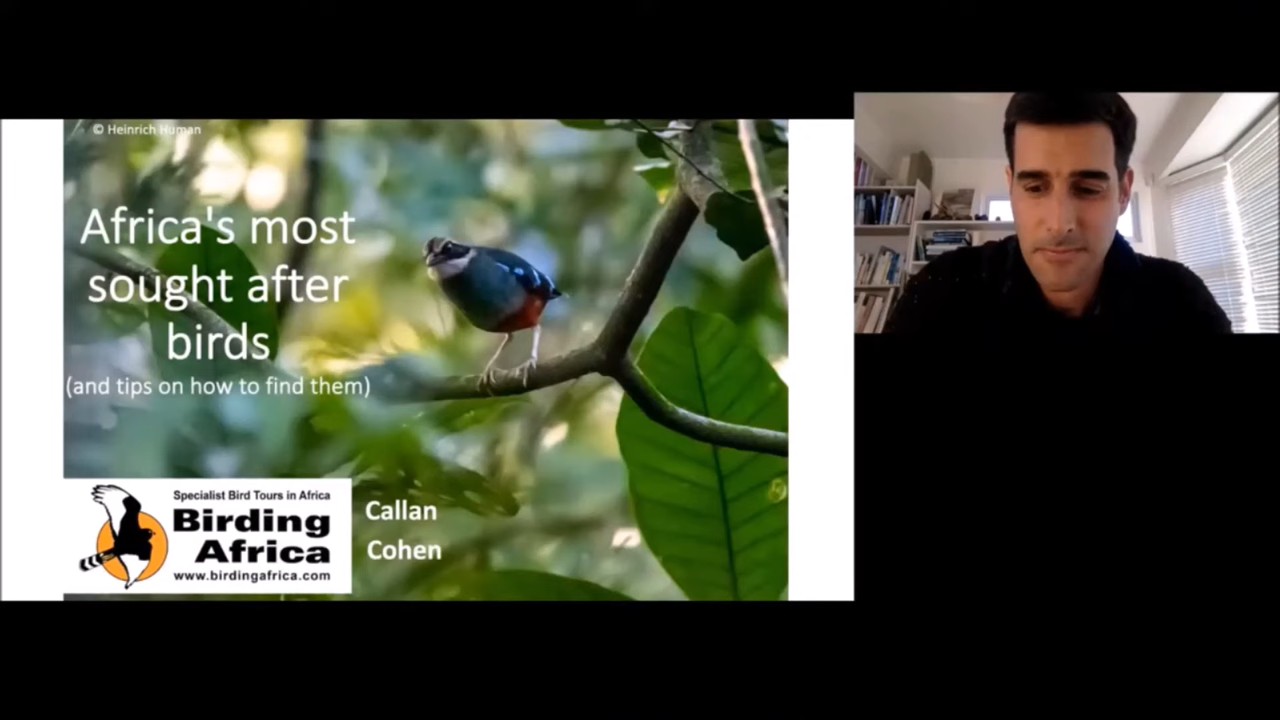 © Heinrich Human
Africa's most
sought after
birds
(and tips on how to find them)
Specialist Bird Tours in Africa
Birding
Africa
www.birdingafrica.com
Callan
Cohen